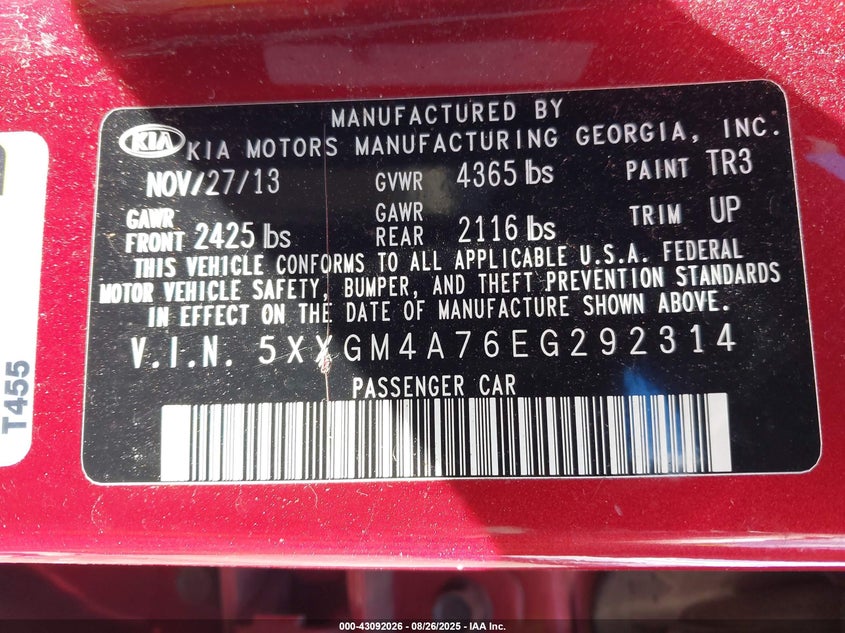 MANUFACTURED BY
KIA KIA MOTORS MANUFACTURING GEORGIA, INC.
NOV/27/13 GVWR 4365 lbs PAINT TR3
GAWR FRONT 2425 lbs GAWR REAR 2116 lbs TRIM UP
THIS VEHICLE CONFORMS TO ALL APPLICABLE U.S.A. FEDERAL
MOTOR VEHICLE SAFETY, BUMPER, AND THEFT PREVENTION STANDARDS
IN EFFECT ON THE DATE OF MANUFACTURE SHOWN ABOVE.
V.I.N. 5XXGM4A76EG292314
PASSENGER CAR
T455
000-43092026 - 08/26/2025 - IAA Inc.